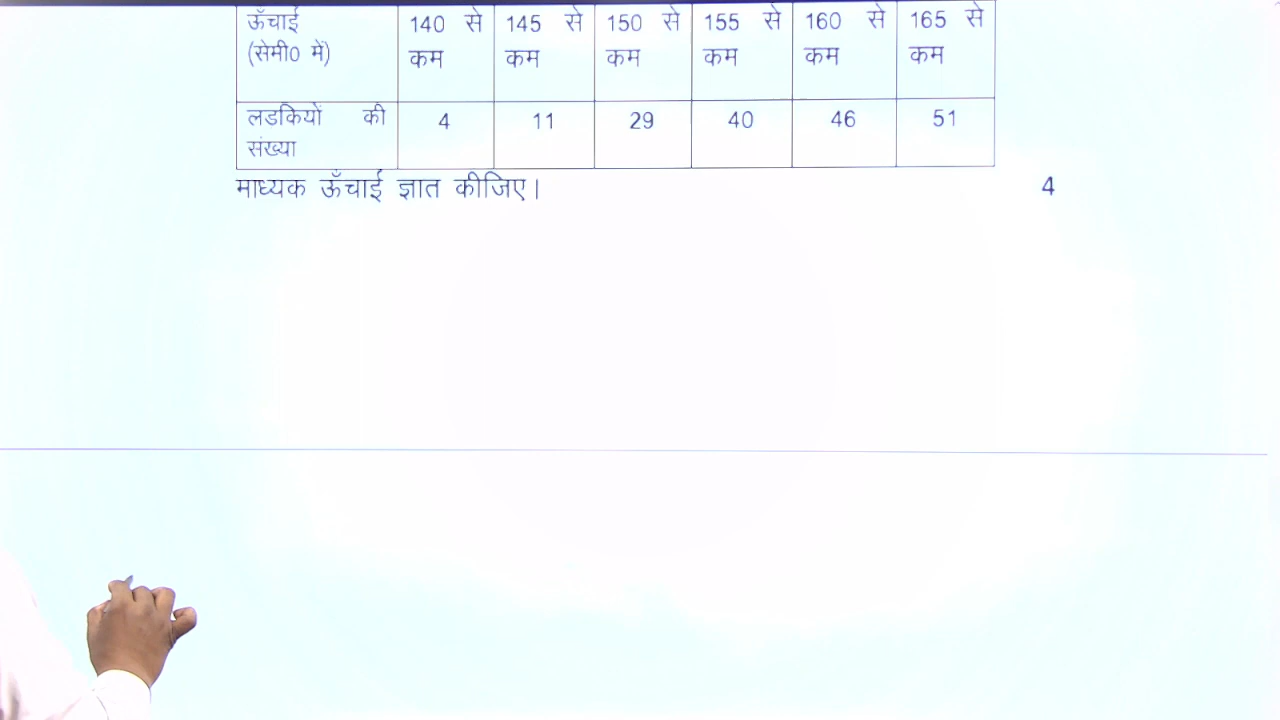 ऊँचाई 140 से 145 से 150 से 155 से 160 से 165 से
(सेमी0 में) कम कम कम कम कम कम
लडकियों की 4 11 29 40 46 51
संख्या
माध्यक ऊँचाई ज्ञात कीजिए। 4